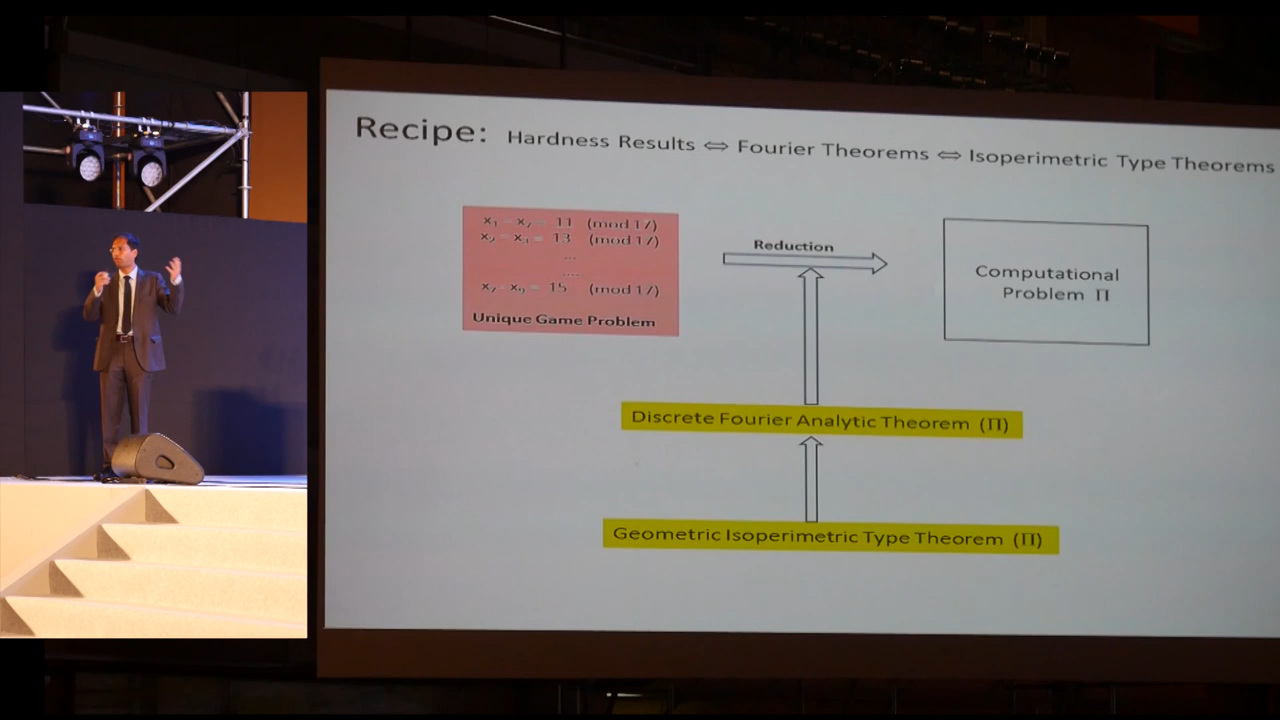 Recipe: Hardness Results ⇔ Fourier Theorems ⇔ Isoperimetric Type Theorems
x₁ - x₂ = 11 (mod 17)
x₂ - x₃ = 13 (mod 17)
...
....
x₇ - x₉ = 15 (mod 17)
Unique Game Problem
Reduction
Computational
Problem Π
Discrete Fourier Analytic Theorem (Π)
Geometric Isoperimetric Type Theorem (Π)